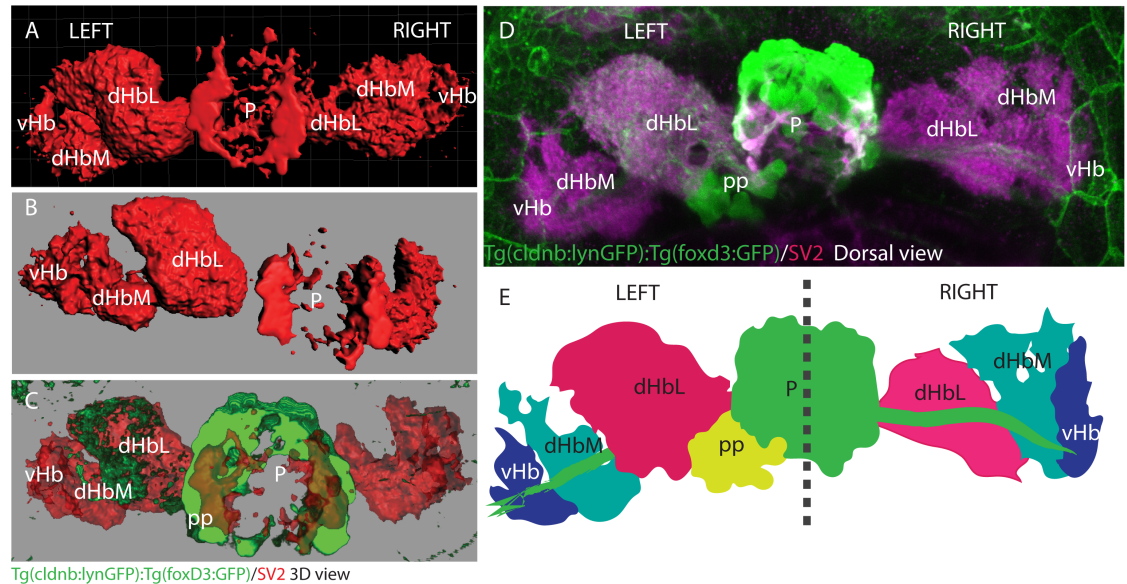 A
LEFT
RIGHT
dHbL
dHbM
vHb
P
vHb
dHbL
dHbM
B
dHbL
vHb
P
dHbM
C
dHbL
vHb
P
dHbM
pp
Tg(cldnb:lynGFP):Tg(foxD3:GFP)/SV2 3D view
D
LEFT
RIGHT
dHbM
dHbL
P
dHbL
dHbM
pp
vHb
vHb
Tg(cldnb:lynGFP):Tg(foxd3:GFP)/SV2 Dorsal view
E
LEFT
RIGHT
dHbM
dHbL
P
dHbL
dHbM
pp
vHb
vHb